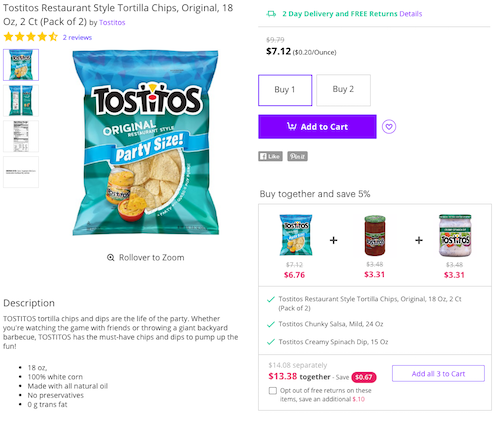 Tostitos Restaurant Style Tortilla Chips, Original, 18
Oz, 2 Ct (Pack of 2) by Tostitos
2 reviews
TOSTITOS
ORIGINAL
RESTAURANT STYLE
Party Size!
Rollover to Zoom
Description
TOSTITOS tortilla chips and dips are the life of the party. Whether
you're watching the game with friends or throwing a giant backyard
barbecue, TOSTITOS has the must-have chips and dips to pump up the
fun!
18 oz,
100% white corn
Made with all natural oil
No preservatives
0 g trans fat
2 Day Delivery and FREE Returns Details
$9.79
$7.12 ($0.20/Ounce)
Buy 1
Buy 2
Add to Cart
Like
Pin it
Buy together and save 5%
TOSTITOS
TOSTITOS
TOSTITOS
+
+
$7.12
$3.48
$3.48
$6.76
$3.31
$3.31
Tostitos Restaurant Style Tortilla Chips, Original, 18 Oz, 2 Ct
(Pack of 2)
Tostitos Chunky Salsa, Mild, 24 Oz
Tostitos Creamy Spinach Dip, 15 Oz
$14.08 separately
$13.38 together - Save $0.67
Add all 3 to Cart
Opt out of free returns on these
items, save an additional $.10